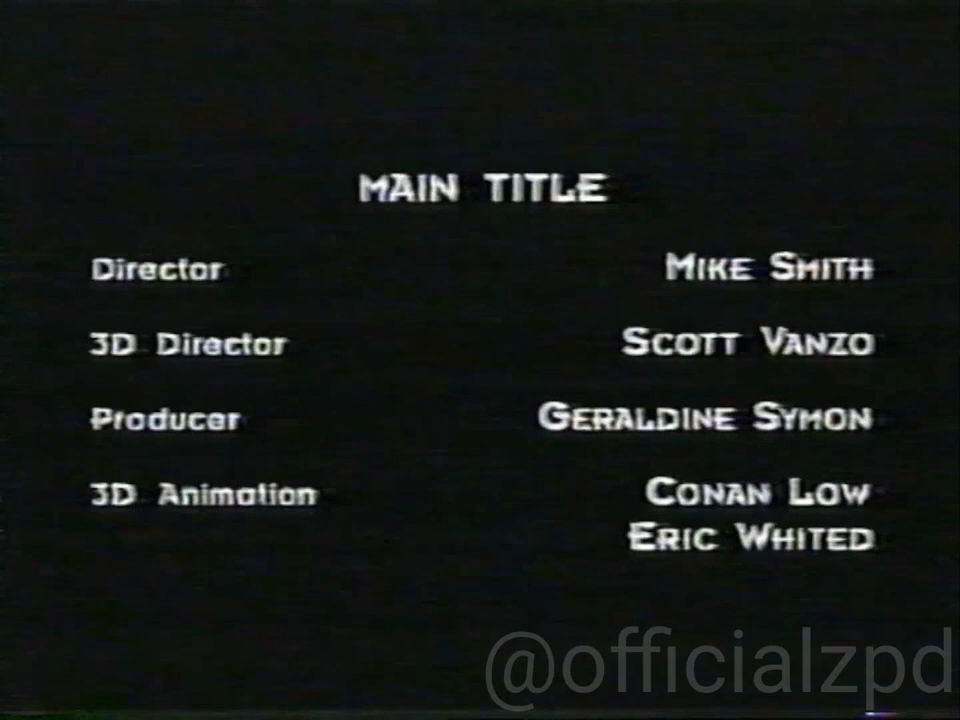 MAIN TITLE
Director MIKE SMITH
3D Director SCOTT VANZO
Producer GERALDINE SYMON
3D Animation CONAN LOW
ERIC WHITED
@officialzpd